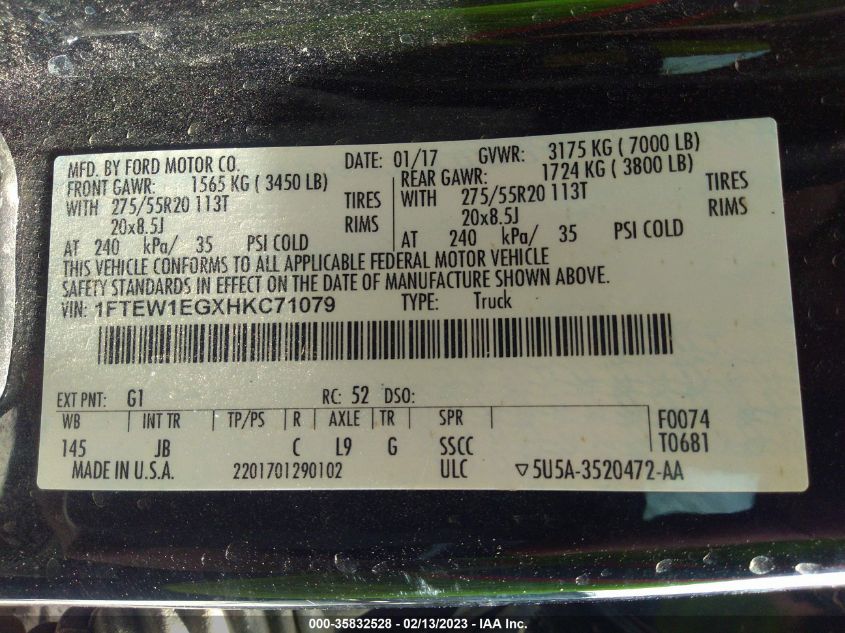 MFD. BY FORD MOTOR CO. DATE: 01/17 GVWR: 3175 KG ( 7000 LB)
FRONT GAWR: 1565 KG ( 3450 LB) REAR GAWR: 1724 KG ( 3800 LB)
WITH 275/55R20 113T TIRES WITH 275/55R20 113T TIRES
20x8.5J RIMS 20x8.5J RIMS
AT 240 kPa/ 35 PSI COLD AT 240 kPa/ 35 PSI COLD
THIS VEHICLE CONFORMS TO ALL APPLICABLE FEDERAL MOTOR VEHICLE
SAFETY STANDARDS IN EFFECT ON THE DATE OF MANUFACTURE SHOWN ABOVE.
VIN: 1FTEW1EGXHKC71079 TYPE: Truck
EXT PNT: G1 RC: 52 DSO:
WB INT TR TP/PS R AXLE TR SPR F0074
145 JB C L9 G SSCC T0681
MADE IN U.S.A. 2201701290102 ULC ▽5U5A-3520472-AA
000-35832528 - 02/13/2023 - IAA Inc.